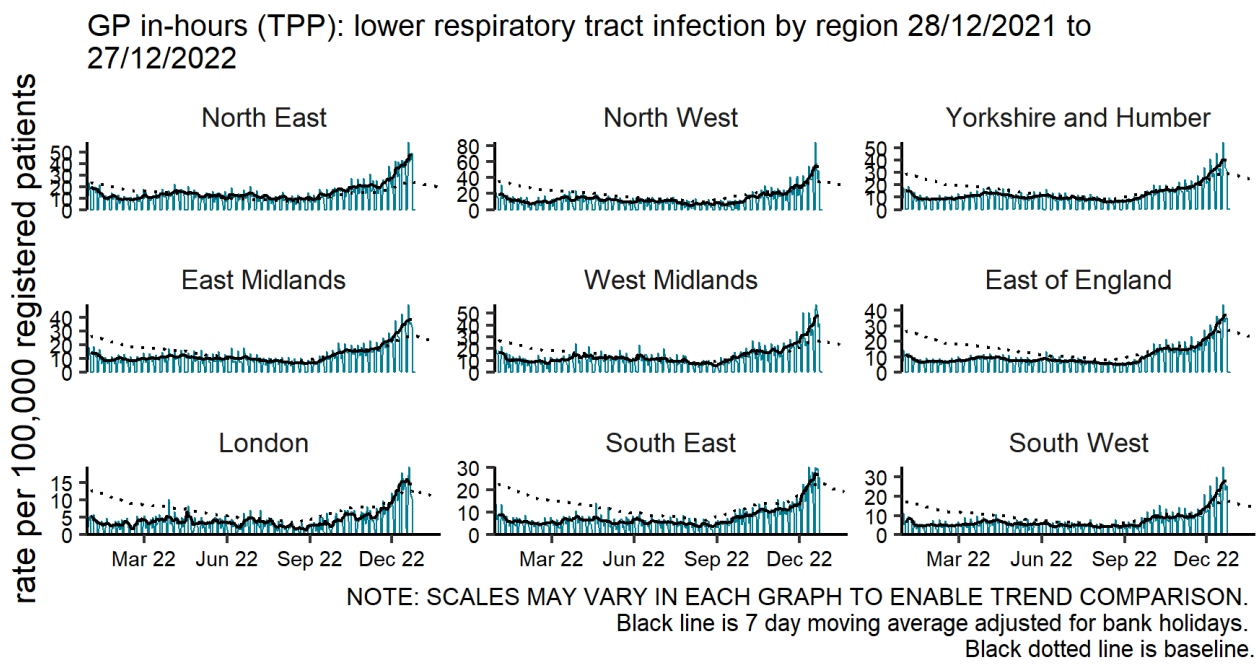 GP in-hours (TPP): lower respiratory tract infection by region 28/12/2021 to
27/12/2022
rate per 100,000 registered patients
North East
50
40
30
20
10
0
North West
80
60
40
20
0
Yorkshire and Humber
50
40
30
20
10
0
East Midlands
40
30
20
10
0
West Midlands
50
40
30
20
10
0
East of England
40
30
20
10
0
London
15
10
5
0
Mar 22 Jun 22 Sep 22 Dec 22
South East
30
20
10
0
Mar 22 Jun 22 Sep 22 Dec 22
South West
30
20
10
0
Mar 22 Jun 22 Sep 22 Dec 22
NOTE: SCALES MAY VARY IN EACH GRAPH TO ENABLE TREND COMPARISON.
Black line is 7 day moving average adjusted for bank holidays.
Black dotted line is baseline.